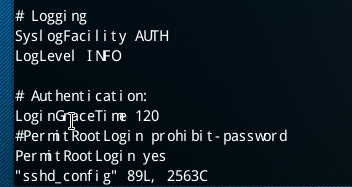 # Logging
SyslogFacility AUTH
LogLevel INFO

# Authentication:
LoginGraceTime 120
#PermitRootLogin prohibit-password
PermitRootLogin yes
"sshd_config" 89L, 2563C